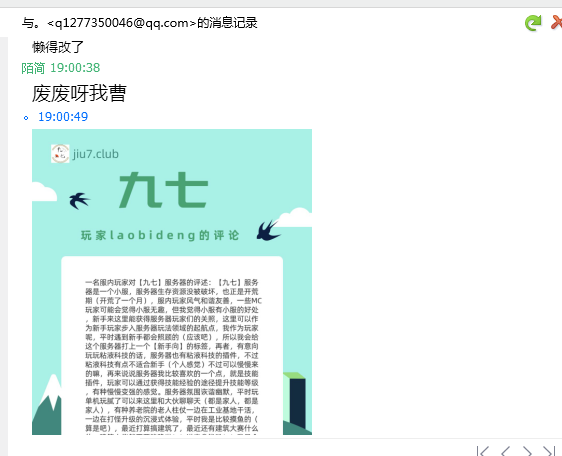 与。<q1277350046@qq.com>的消息记录
懒得改了
陌简 19:00:38
废废呀我曹
。 19:00:49
jiu7.club
九七
玩家laobideng的评论
一名服内玩家对【九七】服务器的评述：【九七】服务
器是一个小服，服务器生存资源没被破坏，也正是开荒
期（开荒了一个月），服内玩家风气和谐友善，一些MC
玩家可能会觉得小服无趣，但我觉得小服有小服的好处
，新手来这里能获得服务器玩家们的关照，这里可以作
为新手玩家步入服务器玩法领域的起航点，我作为玩家
呢，平时遇到新手都会照顾的（应该吧），所以我会给
这个服务器打上一个【新手向】的标签，再者，有意向
玩玩粘液科技的话，服务器也有粘液科技的插件，不过
粘液科技有点不适合新手（个人感觉）不过可以慢慢来
的嘛，再来说说服务器我比较喜欢的一个点，就是技能
插件，玩家可以通过获得技能经验的途径提升技能等级
，有种慢慢变强的感觉。服务器氛围诙谐幽默，平时玩
单机玩腻了可以来这里和大伙聊聊天（都是家人，都是
家人），有种养老院的老人柱仗一边在工业基地干活，
一边在打怪升级的沉浸式体验，平时我是比较摸鱼的（
算是吧），最近打算搞建筑了，最近还有建筑大赛什么